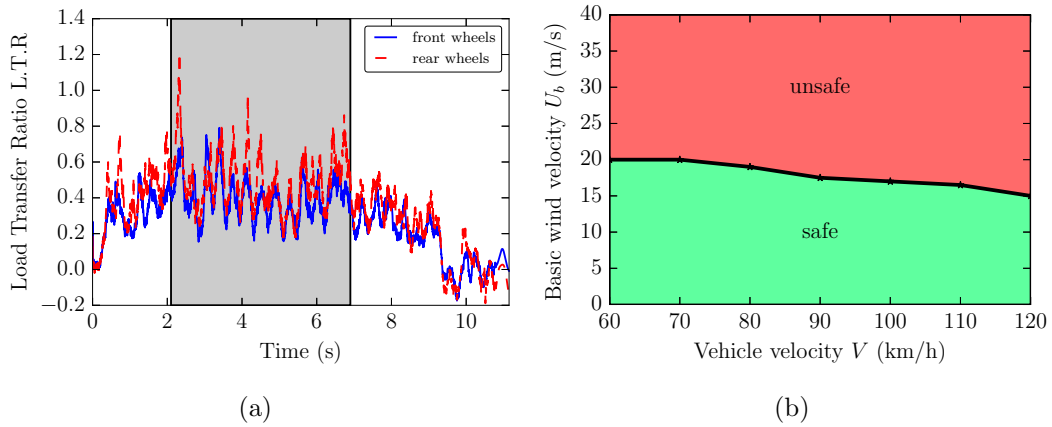 1.4
1.2
1.0
0.8
0.6
0.4
0.2
0.0
−0.2
0 2 4 6 8 10
Load Transfer Ratio L.T.R
Time (s)
front wheels
rear wheels
(a)
40
35
30
25
20
15
10
5
0
60 70 80 90 100 110 120
Basic wind velocity U_b (m/s)
Vehicle velocity V (km/h)
unsafe
safe
(b)